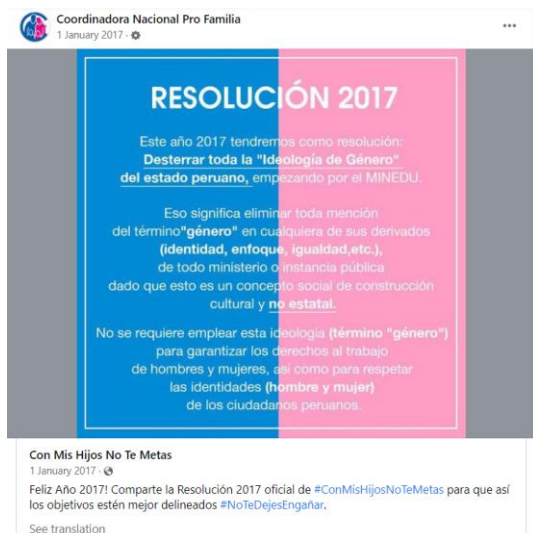 Coordinadora Nacional Pro Familia
1 January 2017 ·
RESOLUCIÓN 2017
Este año 2017 tendremos como resolución:
Desterrar toda la "Ideología de Género"
del estado peruano, empezando por el MINEDU.
Eso significa eliminar toda mención
del término"género" en cualquiera de sus derivados
(identidad, enfoque, igualdad,etc.),
de todo ministerio o instancia pública
dado que esto es un concepto social de construcción
cultural y no estatal.
No se requiere emplear esta ideología (término "género")
para garantizar los derechos al trabajo
de hombres y mujeres, así como para respetar
las identidades (hombre y mujer)
de los ciudadanos peruanos.
Con Mis Hijos No Te Metas
1 January 2017 ·
Feliz Año 2017! Comparte la Resolución 2017 oficial de #ConMisHijosNoTeMetas para que así
los objetivos estén mejor delineados #NoTeDejesEngañar.
See translation